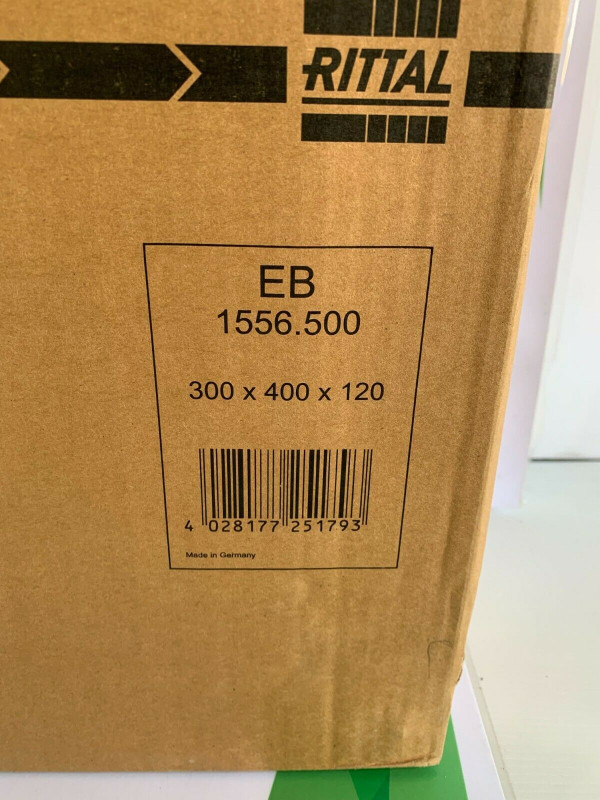 RITTAL
EB
1556.500
300 x 400 x 120
4 028177 251793
Made in Germany